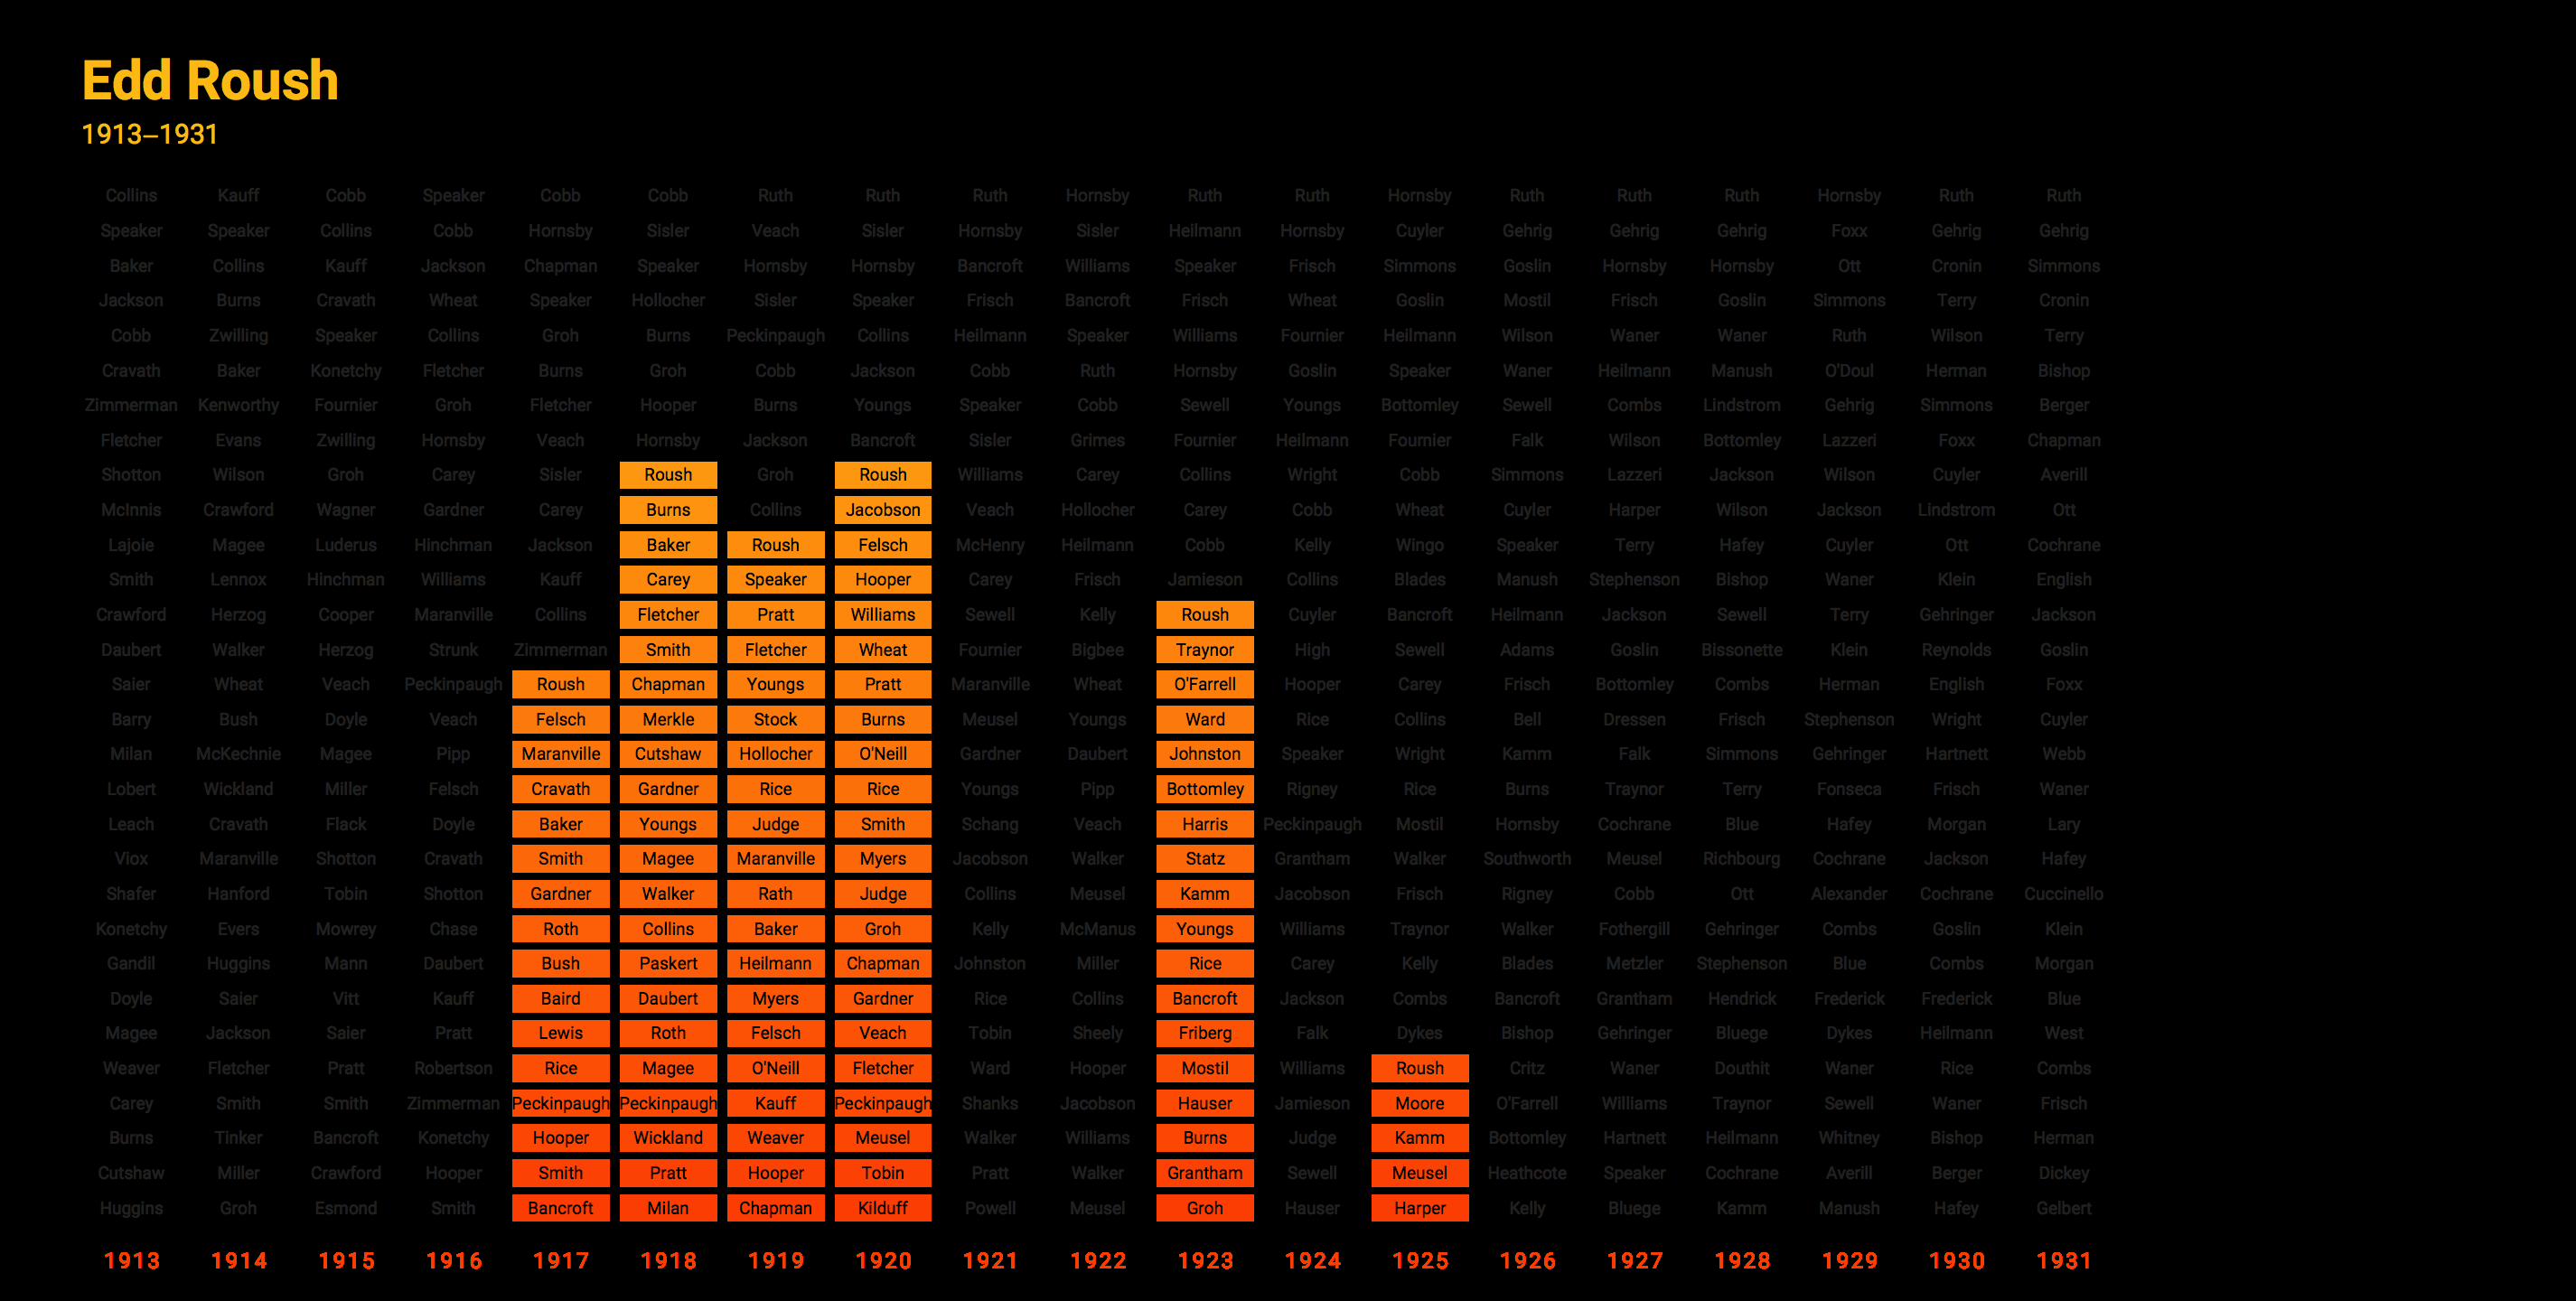 Edd Roush
1913–1931
Collins Kauff Cobb Speaker Cobb Cobb Ruth Ruth Ruth Hornsby Ruth Ruth Hornsby Ruth Ruth Ruth Hornsby Ruth Ruth
Speaker Speaker Collins Cobb Hornsby Sisler Veach Sisler Hornsby Sisler Heilmann Hornsby Cuyler Gehrig Gehrig Gehrig Foxx Gehrig Gehrig
Baker Collins Kauff Jackson Chapman Speaker Hornsby Hornsby Bancroft Williams Speaker Frisch Simmons Goslin Hornsby Hornsby Ott Cronin Simmons
Jackson Burns Cravath Wheat Speaker Hollocher Sisler Speaker Frisch Bancroft Frisch Wheat Goslin Mostil Frisch Goslin Simmons Terry Cronin
Cobb Zwilling Speaker Collins Groh Burns Peckinpaugh Collins Heilmann Speaker Williams Fournier Heilmann Wilson Waner Waner Ruth Wilson Terry
Cravath Baker Konetchy Fletcher Burns Groh Cobb Jackson Cobb Ruth Hornsby Goslin Speaker Waner Heilmann Manush O'Doul Herman Bishop
Zimmerman Kenworthy Fournier Groh Fletcher Hooper Burns Youngs Speaker Cobb Sewell Youngs Bottomley Sewell Combs Lindstrom Gehrig Simmons Berger
Fletcher Evans Zwilling Hornsby Veach Hornsby Jackson Bancroft Sisler Grimes Fournier Heilmann Fournier Falk Wilson Bottomley Lazzeri Foxx Chapman
Shotton Wilson Groh Carey Sisler Roush Groh Roush Williams Carey Collins Wright Cobb Simmons Lazzeri Jackson Wilson Cuyler Averill
McInnis Crawford Wagner Gardner Carey Burns Collins Jacobson Veach Hollocher Carey Cobb Wheat Cuyler Harper Wilson Jackson Lindstrom Ott
Lajoie Magee Luderus Hinchman Jackson Baker Roush Felsch McHenry Heilmann Cobb Kelly Wingo Speaker Terry Hafey Cuyler Ott Cochrane
Smith Lennox Hinchman Williams Kauff Carey Speaker Hooper Carey Frisch Jamieson Collins Blades Manush Stephenson Bishop Waner Klein English
Crawford Herzog Cooper Maranville Collins Fletcher Pratt Williams Sewell Kelly Roush Cuyler Bancroft Heilmann Jackson Sewell Terry Gehringer Jackson
Daubert Walker Herzog Strunk Zimmerman Smith Fletcher Wheat Fournier Bigbee Traynor High Sewell Adams Goslin Bissonette Klein Reynolds Goslin
Saier Wheat Veach Peckinpaugh Roush Chapman Youngs Pratt Maranville Wheat O'Farrell Hooper Carey Frisch Bottomley Combs Herman English Foxx
Barry Bush Doyle Veach Felsch Merkle Stock Burns Meusel Youngs Ward Rice Collins Bell Dressen Frisch Stephenson Wright Cuyler
Milan McKechnie Magee Pipp Maranville Cutshaw Hollocher O'Neill Gardner Daubert Johnston Speaker Wright Kamm Falk Simmons Gehringer Hartnett Webb
Lobert Wickland Miller Felsch Cravath Gardner Rice Rice Youngs Pipp Bottomley Rigney Rice Burns Traynor Terry Fonseca Frisch Waner
Leach Cravath Flack Doyle Baker Youngs Judge Smith Schang Veach Harris Peckinpaugh Mostil Hornsby Cochrane Blue Hafey Morgan Lary
Viox Maranville Shotton Cravath Smith Magee Maranville Myers Jacobson Walker Statz Grantham Walker Southworth Meusel Richbourg Cochrane Jackson Hafey
Shafer Hanford Tobin Shotton Gardner Walker Rath Judge Collins Meusel Kamm Jacobson Frisch Rigney Cobb Ott Alexander Cochrane Cuccinello
Konetchy Evers Mowrey Chase Roth Collins Baker Groh Kelly McManus Youngs Williams Traynor Walker Fothergill Gehringer Combs Goslin Klein
Gandil Huggins Mann Daubert Bush Paskert Heilmann Chapman Johnston Miller Rice Carey Kelly Blades Metzler Stephenson Blue Combs Morgan
Doyle Saier Vitt Kauff Baird Daubert Myers Gardner Rice Collins Bancroft Jackson Combs Bancroft Grantham Hendrick Frederick Frederick Blue
Magee Jackson Saier Pratt Lewis Roth Felsch Veach Tobin Sheely Friberg Falk Dykes Bishop Gehringer Bluege Dykes Heilmann West
Weaver Fletcher Pratt Robertson Rice Magee O'Neill Fletcher Ward Hooper Mostil Williams Roush Critz Waner Douthit Waner Rice Combs
Carey Smith Smith Zimmerman Peckinpaugh Peckinpaugh Kauff Peckinpaugh Shanks Jacobson Hauser Jamieson Moore O'Farrell Williams Traynor Sewell Waner Frisch
Burns Tinker Bancroft Konetchy Hooper Wickland Weaver Meusel Walker Williams Burns Judge Kamm Bottomley Hartnett Heilmann Whitney Bishop Herman
Cutshaw Miller Crawford Hooper Smith Pratt Hooper Tobin Pratt Walker Grantham Sewell Meusel Heathcote Speaker Cochrane Averill Berger Dickey
Huggins Groh Esmond Smith Bancroft Milan Chapman Kilduff Powell Meusel Groh Hauser Harper Kelly Bluege Kamm Manush Hafey Gelbert
1913 1914 1915 1916 1917 1918 1919 1920 1921 1922 1923 1924 1925 1926 1927 1928 1929 1930 1931